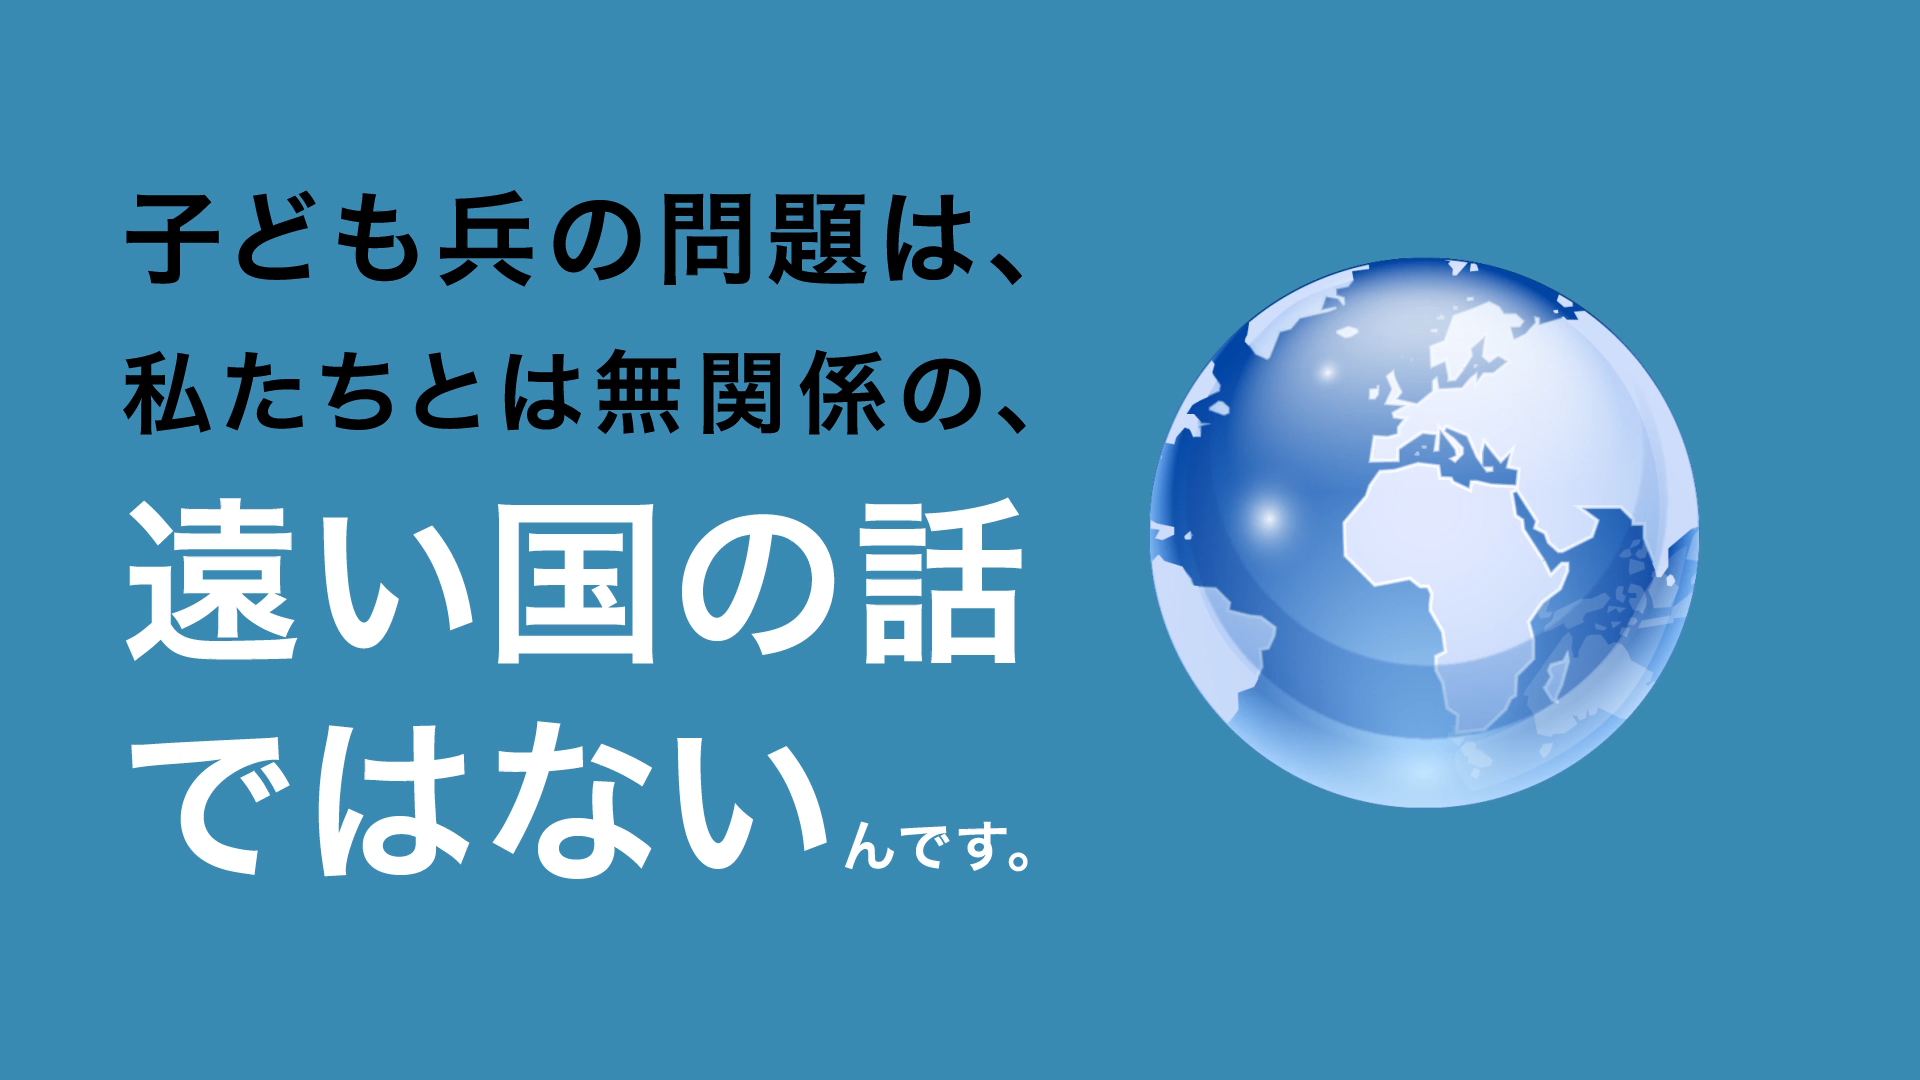 子ども兵の問題は、
私たちとは無関係の、
遠い国の話
ではないんです。